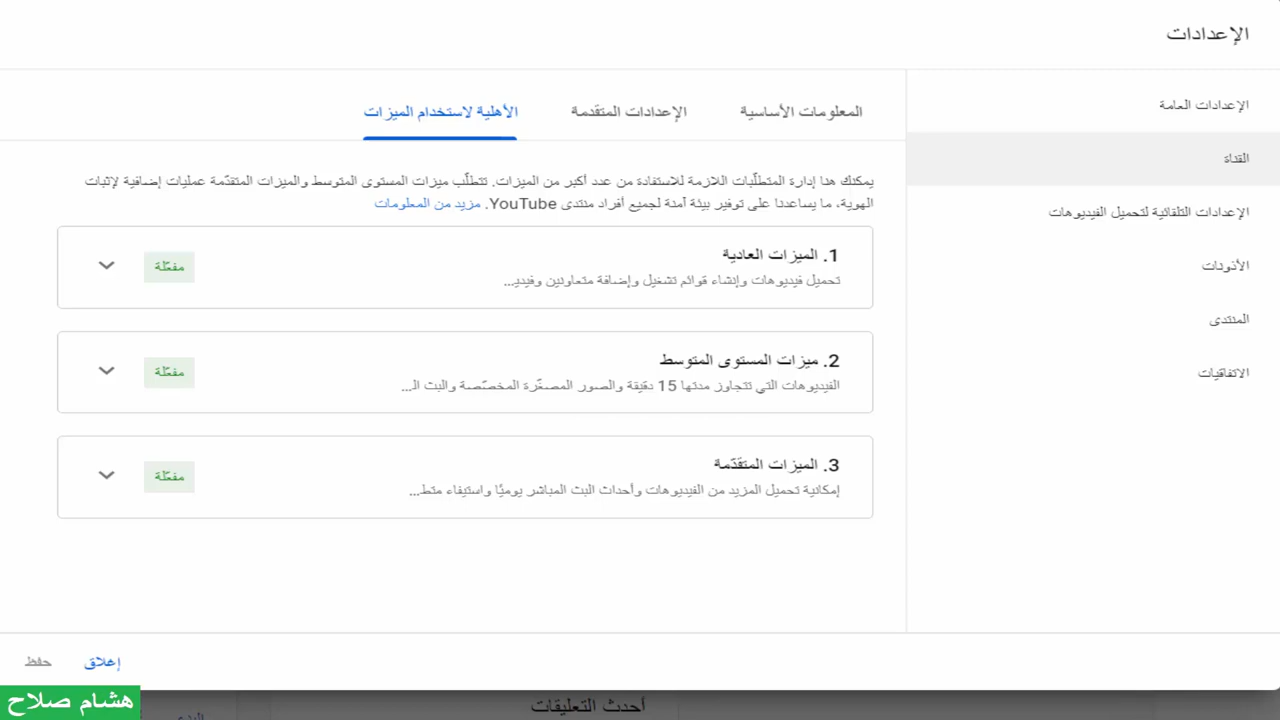 الإعدادات
الإعدادات العامة
القناة
الإعدادات التلقائية لتحميل الفيديوهات
الأذونات
المنتدى
الاتفاقيات
المعلومات الأساسية
الإعدادات المتقدمة
الأهلية لاستخدام الميزات
يمكنك هنا إدارة المتطلّبات اللازمة للاستفادة من عدد أكبر من الميزات. تتطلّب ميزات المستوى المتوسط والميزات المتقدّمة عمليات إضافية لإثبات
الهوية، ما يساعدنا على توفير بيئة آمنة لجميع أفراد منتدى YouTube. مزيد من المعلومات
1. الميزات العادية
تحميل فيديوهات وإنشاء قوائم تشغيل وإضافة متعاونين وفيدي...
مفعّلة
2. ميزات المستوى المتوسط
الفيديوهات التي تتجاوز مدتها 15 دقيقة والصور المصغّرة المخصّصة والبث ال...
مفعّلة
3. الميزات المتقدّمة
إمكانية تحميل المزيد من الفيديوهات وأحداث البث المباشر يوميًا واستيفاء متط...
مفعّلة
إغلاق
حفظ
أحدث التعليقات
هشام صلاح